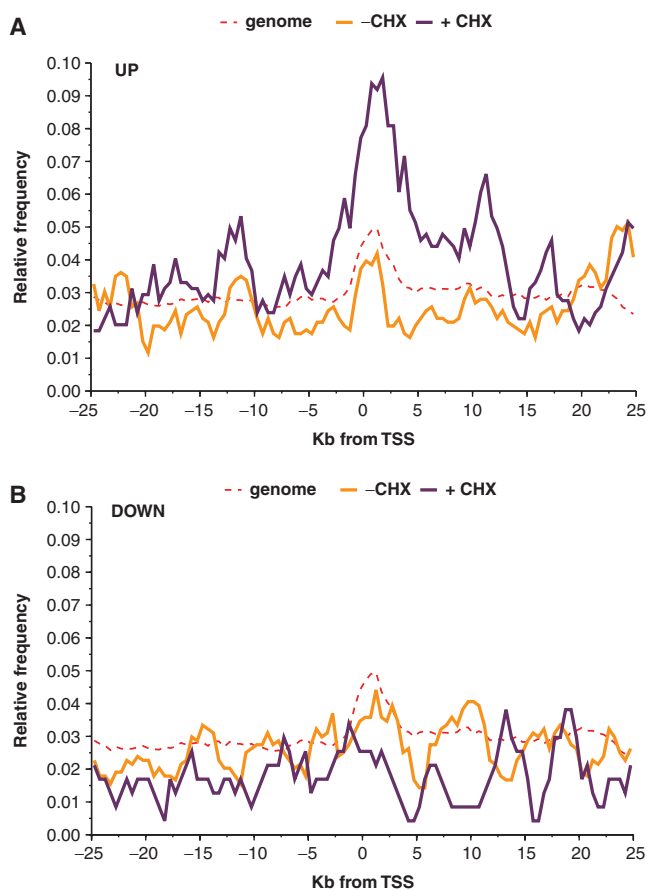 A
genome –CHX + CHX
UP
0.10
0.09
0.08
0.07
0.06
0.05
0.04
0.03
0.02
0.01
0.00
Relative frequency
–25 –20 –15 –10 –5 0 5 10 15 20 25
Kb from TSS
B
genome –CHX + CHX
DOWN
0.10
0.09
0.08
0.07
0.06
0.05
0.04
0.03
0.02
0.01
0.00
Relative frequency
–25 –20 –15 –10 –5 0 5 10 15 20 25
Kb from TSS